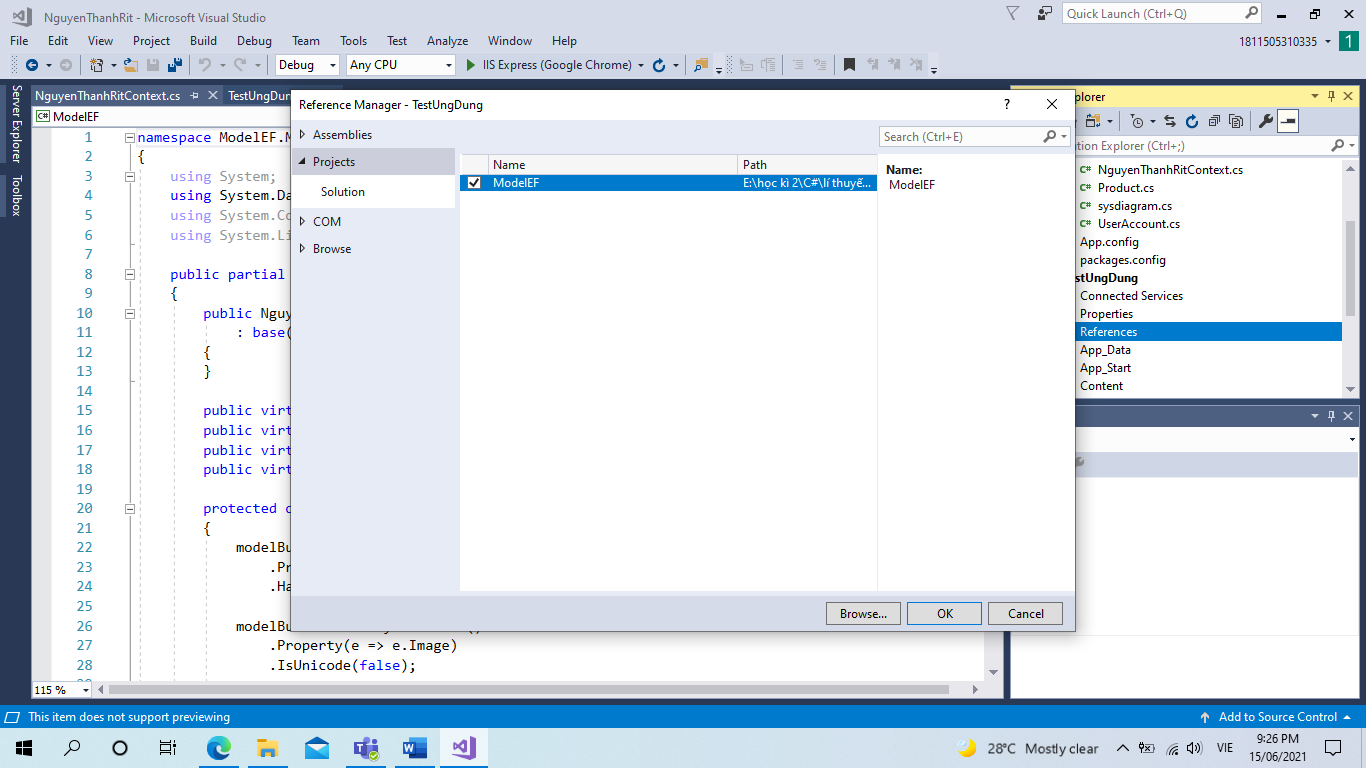 NguyenThanhRit - Microsoft Visual Studio
Quick Launch (Ctrl+Q)
File Edit View Project Build Debug Team Tools Test Analyze Window Help
1811505310335
1
Debug
Any CPU
IIS Express (Google Chrome)
Server Explorer
Toolbox
NguyenThanhRitContext.cs
TestUngDun
C# ModelEF
1 namespace ModelEF.M
2 {
3 using System;
4 using System.Da
5 using System.Co
6 using System.Li
7
8 public partial
9 {
10 public Nguy
11 : base(
12 {
13 }
14
15 public virt
16 public virt
17 public virt
18 public virt
19
20 protected o
21 {
22 modelBu
23 .Pr
24 .Ha
25
26 modelBu
27 .Property(e => e.Image)
28 .IsUnicode(false);
115 %
Reference Manager - TestUngDung
?
Assemblies
Projects
Solution
COM
Browse
Search (Ctrl+E)
Name Path
ModelEF E:\học kì 2\C#\lí thuyế...
Name:
ModelEF
Browse... OK Cancel
plorer
tion Explorer (Ctrl+;)
C# NguyenThanhRitContext.cs
C# Product.cs
C# sysdiagram.cs
C# UserAccount.cs
App.config
packages.config
stUngDung
Connected Services
Properties
References
App_Data
App_Start
Content
This item does not support previewing
Add to Source Control
28°C Mostly clear
VIE
9:26 PM
15/06/2021